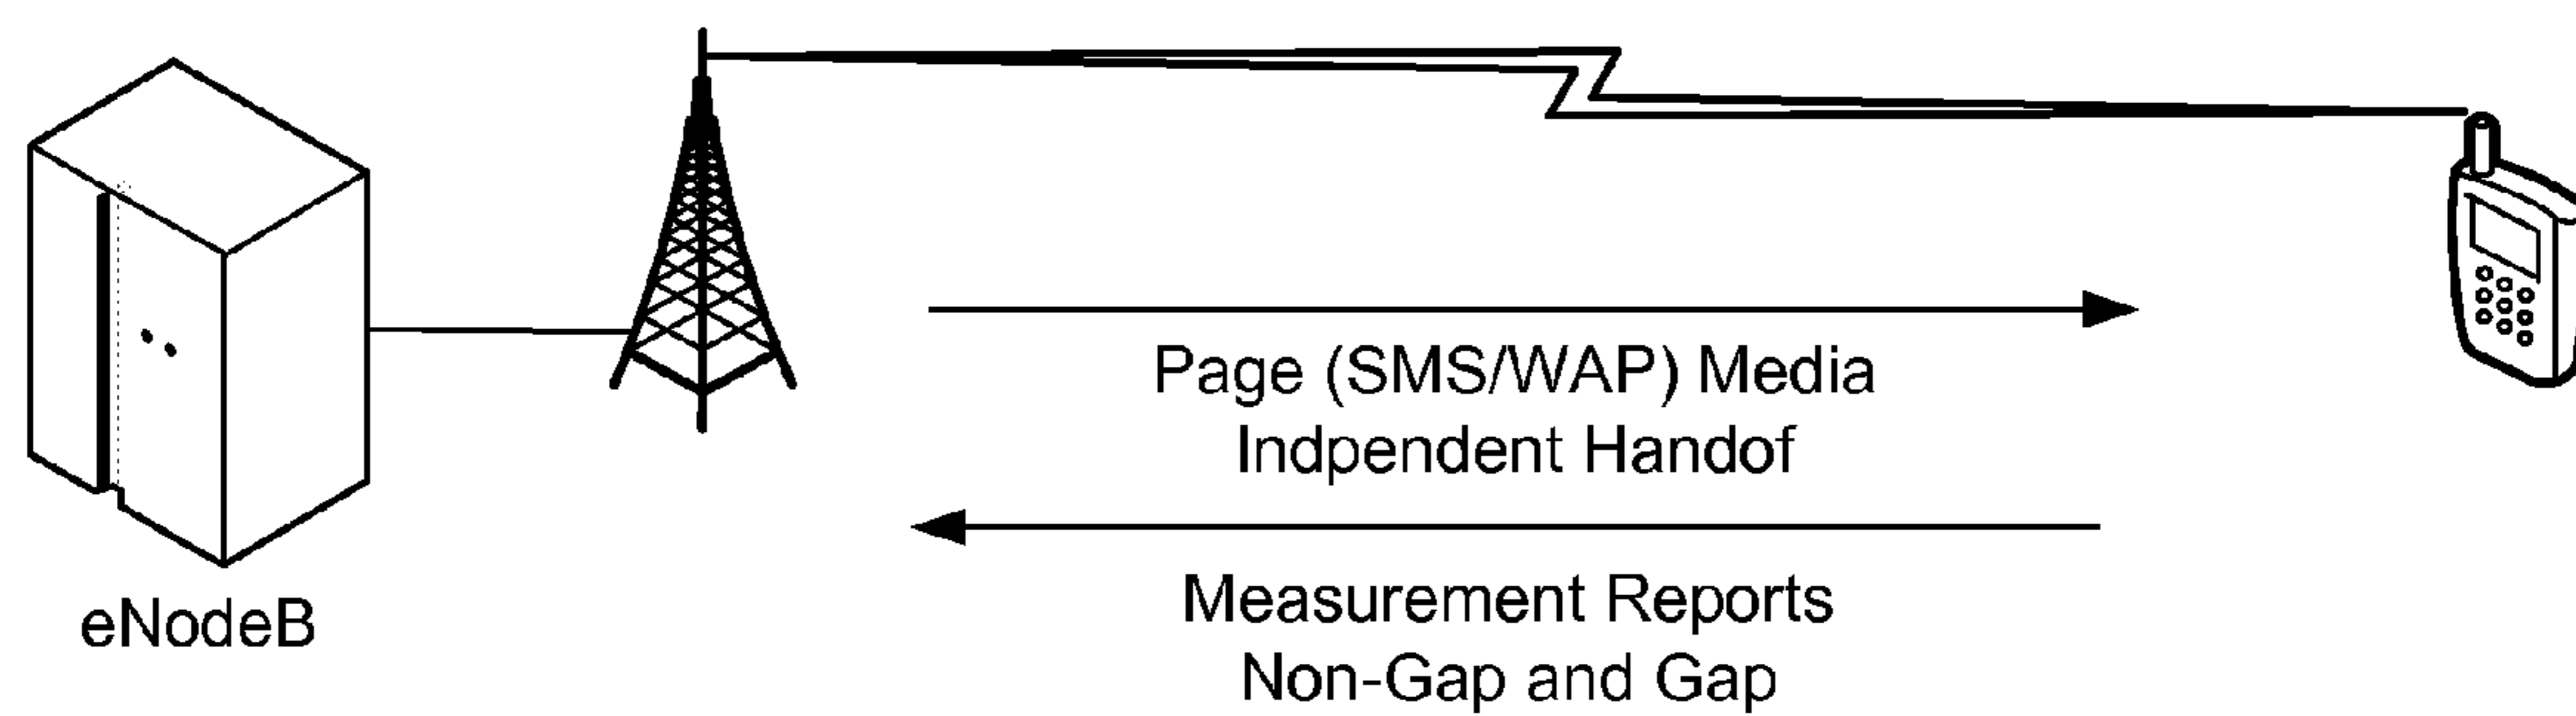 Page (SMS/WAP) Media
Indpendent Handof
Measurement Reports
Non-Gap and Gap
eNodeB